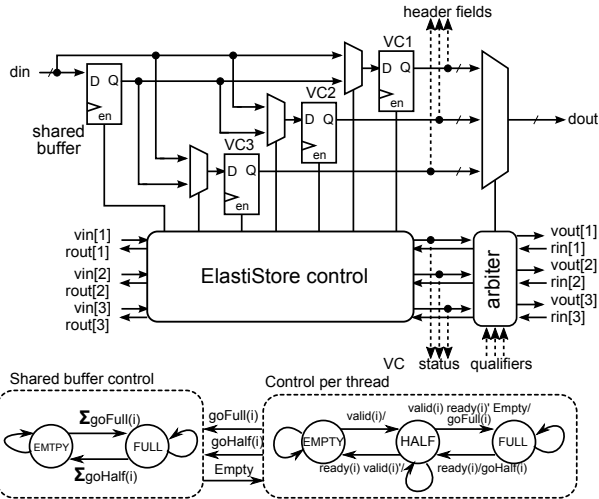 header fields
VC1
din
D Q
D Q
en
en
VC2
shared
buffer
D Q
en
dout
VC3
D Q
en
vin[1]
rout[1]
vin[2]
rout[2]
vin[3]
rout[3]
ElastiStore control
arbiter
vout[1]
rin[1]
vout[2]
rin[2]
vout[3]
rin[3]
VC status
qualifiers
Shared buffer control
Control per thread
ΣgoFull(i)
EMTPY
FULL
ΣgoHalf(i)
goFull(i)
goHalf(i)
Empty
valid(i)/
valid(i) ready(i)' Empty/
goFull(i)
EMPTY
HALF
FULL
ready(i) valid(i)'/
ready(i)/goHalf(i)